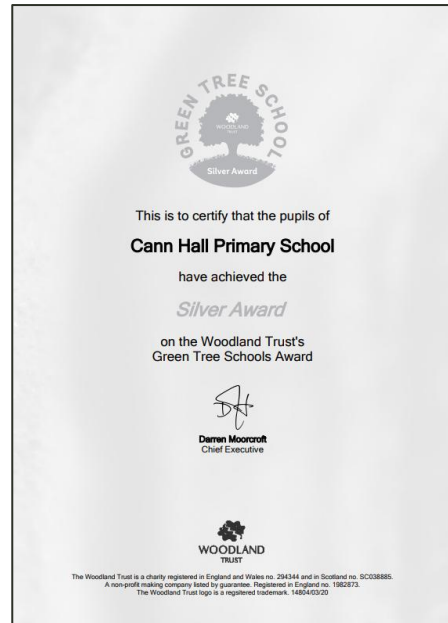 GREEN TREE SCHOOL
WOODLAND
TRUST
Silver Award
This is to certify that the pupils of
Cann Hall Primary School
have achieved the
Silver Award
on the Woodland Trust's
Green Tree Schools Award
Darren Moorcroft
Chief Executive
WOODLAND
TRUST
The Woodland Trust is a charity registered in England and Wales no. 294344 and in Scotland no. SC038885.
A non-profit making company listed by guarantee. Registered in England no. 1982873.
The Woodland Trust logo is a regsitered trademark. 14804/03/20